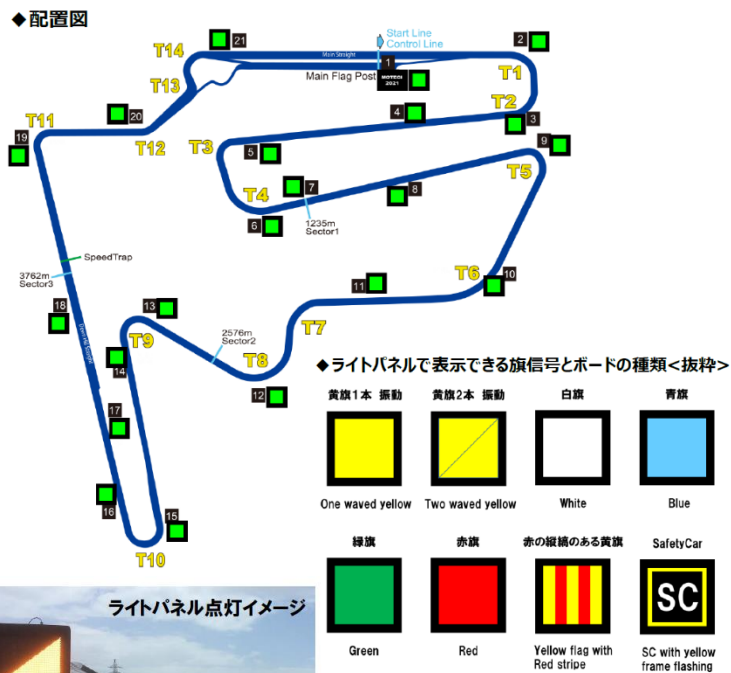 ◆配置図
Start Line
Control Line
Main Straight
Main Flag Post
MOTEGI
2021
1
2
3
4
5
6
7
8
9
10
11
12
13
14
15
16
17
18
19
20
21
T1
T2
T3
T4
T5
T6
T7
T8
T9
T10
T11
T12
T13
T14
1235m
Sector1
2576m
Sector2
SpeedTrap
3762m
Sector3
◆ライトパネルで表示できる旗信号とボードの種類<抜粋>
黄旗1本 振動
黄旗2本 振動
白旗
青旗
One waved yellow
Two waved yellow
White
Blue
緑旗
赤旗
赤の縦縞のある黄旗
SafetyCar
SC
Green
Red
Yellow flag with
Red stripe
SC with yellow
frame flashing
ライトパネル点灯イメージ